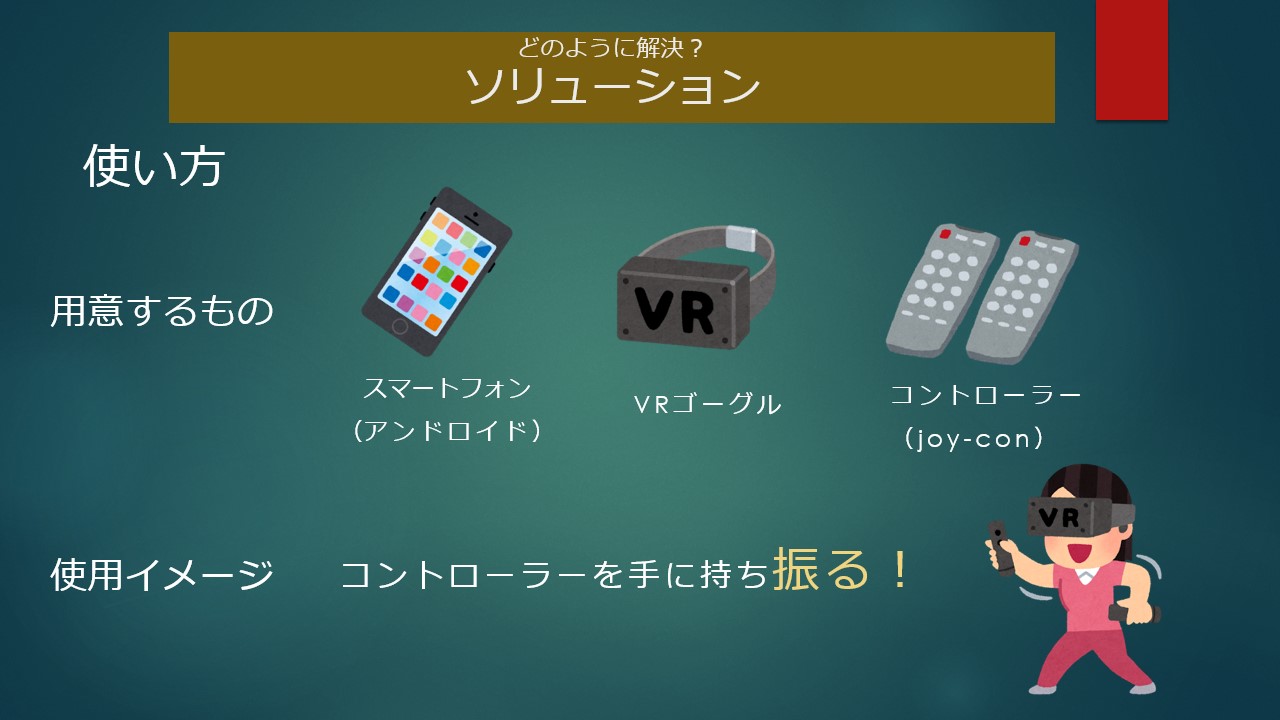 どのように解決？
ソリューション
使い方
用意するもの
スマートフォン
（アンドロイド）
VR
VRゴーグル
コントローラー
（joy-con）
VR
使用イメージ
コントローラーを手に持ち振る！